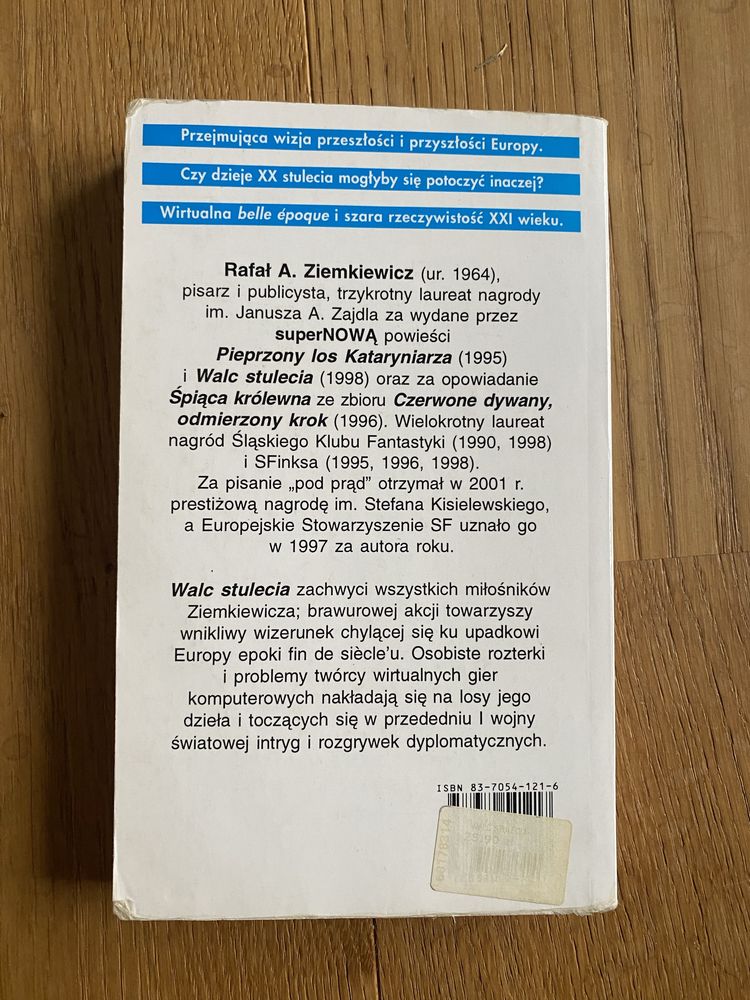 Przejmująca wizja przeszłości i przyszłości Europy.
Czy dzieje XX stulecia mogłyby się potoczyć inaczej?
Wirtualna belle époque i szara rzeczywistość XXI wieku.
Rafał A. Ziemkiewicz (ur. 1964),
pisarz i publicysta, trzykrotny laureat nagrody
im. Janusza A. Zajdla za wydane przez
superNOWĄ powieści
Pieprzony los Kataryniarza (1995)
i Walc stulecia (1998) oraz za opowiadanie
Śpiąca królewna ze zbioru Czerwone dywany,
odmierzony krok (1996). Wielokrotny laureat
nagród Śląskiego Klubu Fantastyki (1990, 1998)
i SFinksa (1995, 1996, 1998).
Za pisanie „pod prąd” otrzymał w 2001 r.
prestiżową nagrodę im. Stefana Kisielewskiego,
a Europejskie Stowarzyszenie SF uznało go
w 1997 za autora roku.
Walc stulecia zachwyci wszystkich miłośników
Ziemkiewicza; brawurowej akcji towarzyszy
wnikliwy wizerunek chylącej się ku upadkowi
Europy epoki fin de siècle'u. Osobiste rozterki
i problemy twórcy wirtualnych gier
komputerowych nakładają się na losy jego
dzieła i toczących się w przededniu I wojny
światowej intryg i rozgrywek dyplomatycznych.
ISBN 83-7054-121-6